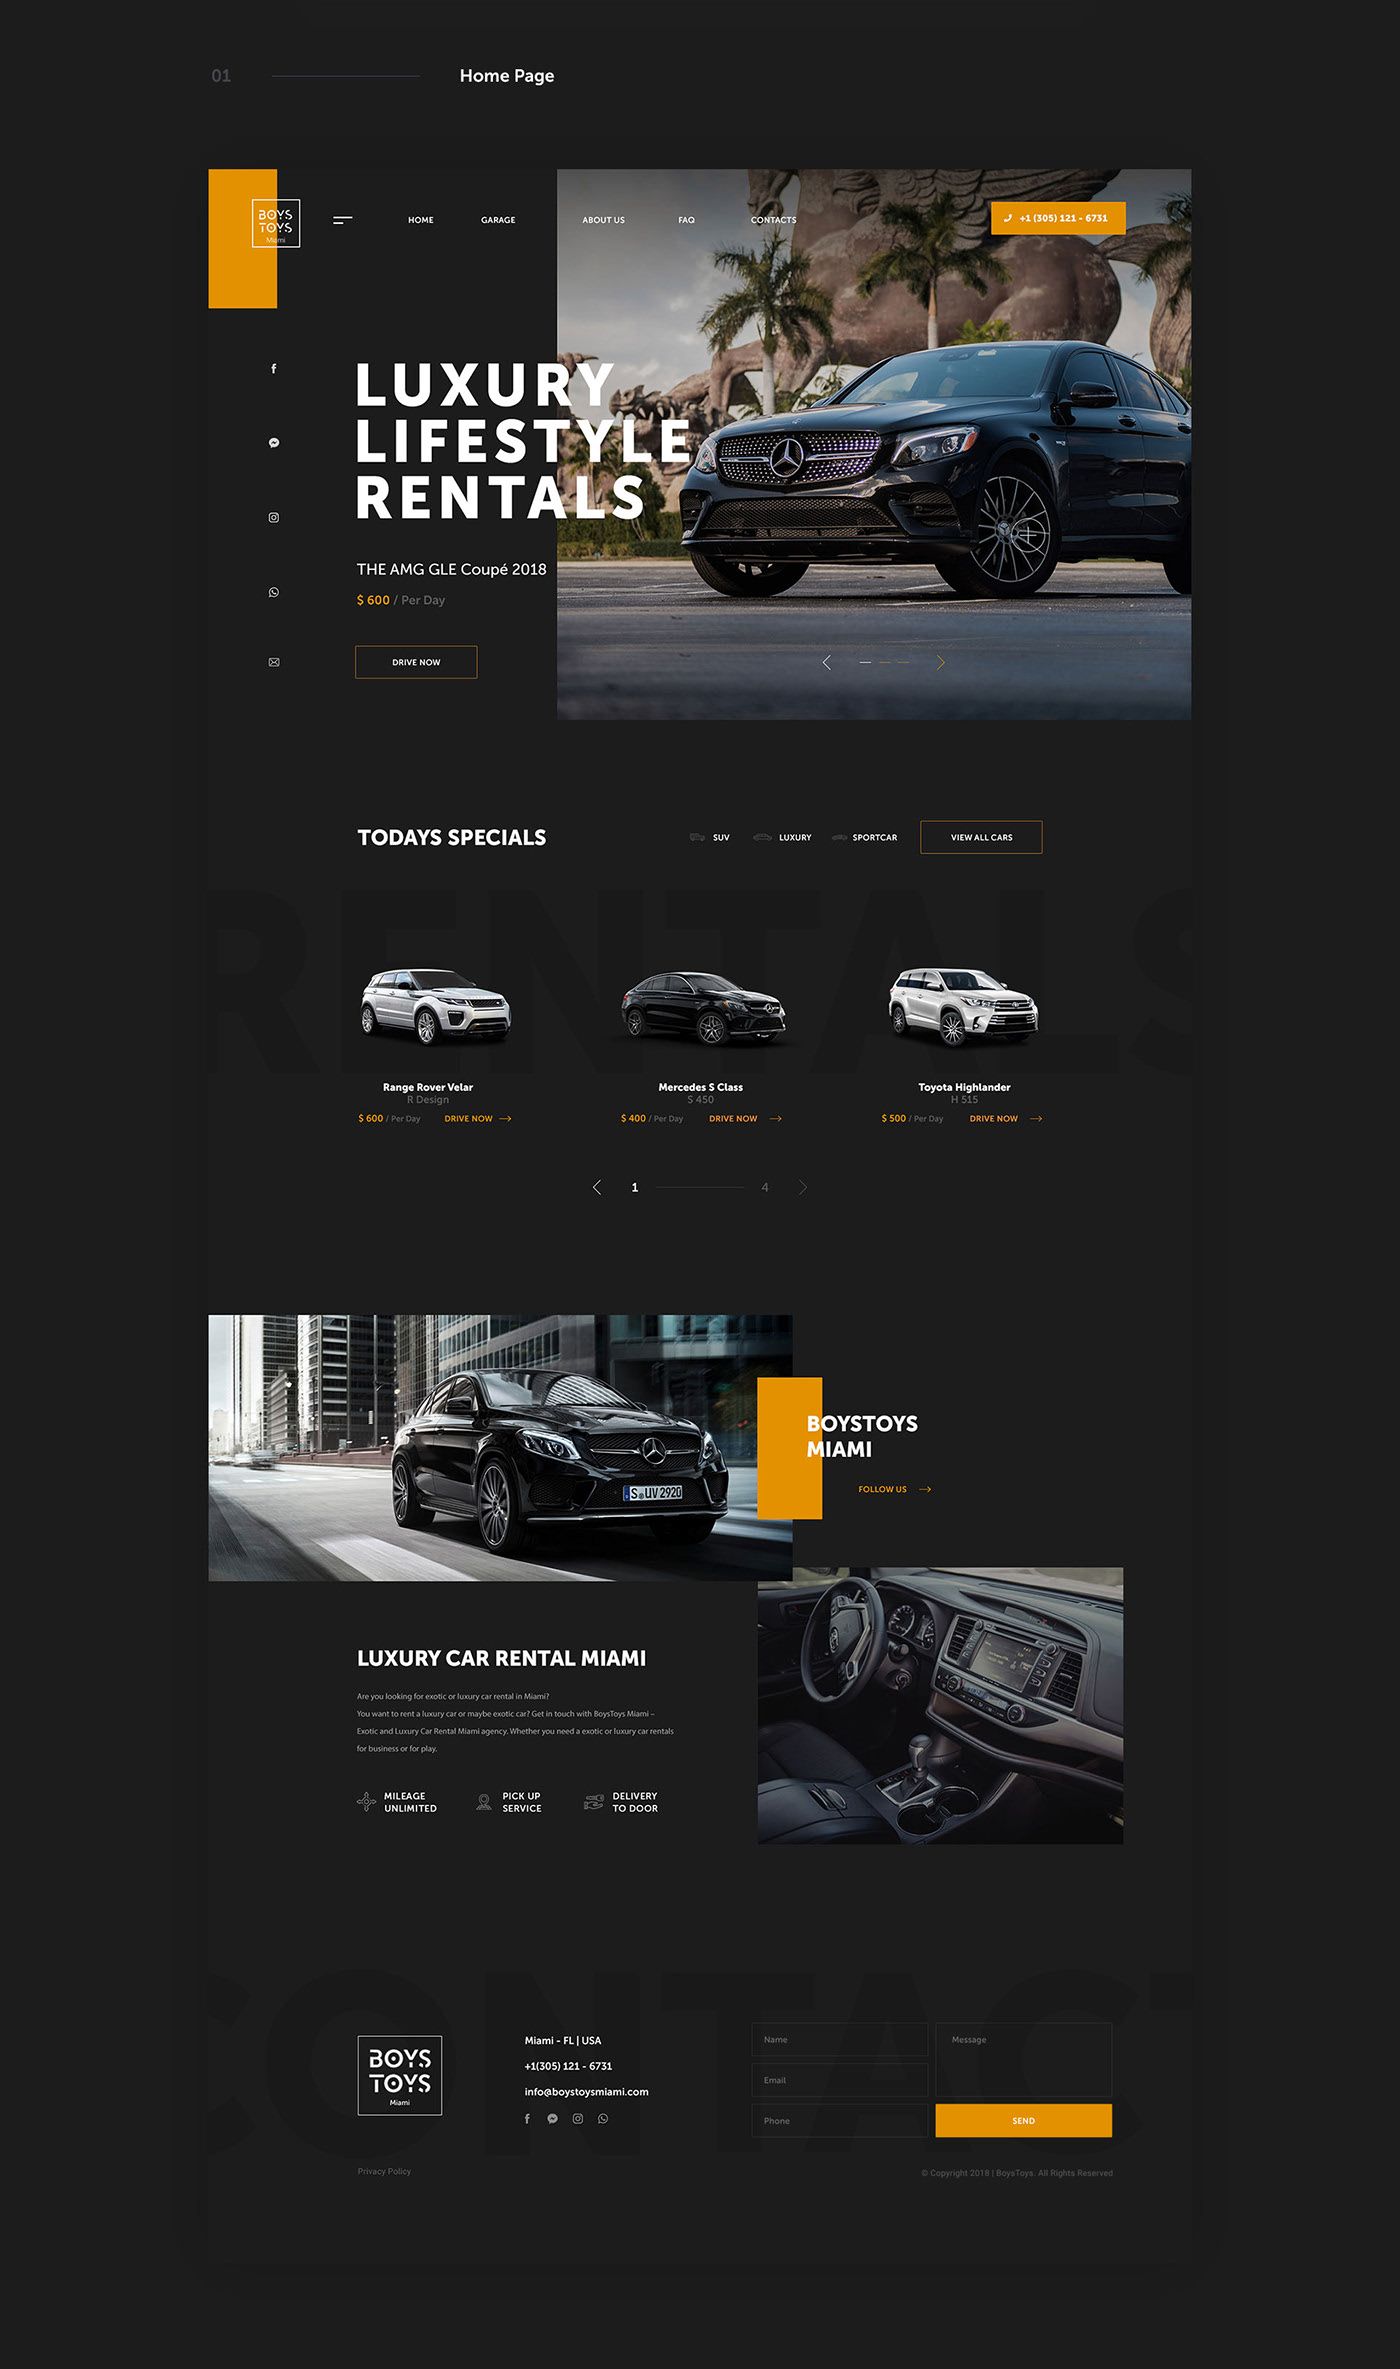 01
Home Page
BOYS
TOYS
Miami
HOME
GARAGE
ABOUT US
FAQ
CONTACTS
+1 (305) 121 - 6731
LUXURY
LIFESTYLE
RENTALS
THE AMG GLE Coupé 2018
$ 600 / Per Day
DRIVE NOW
TODAYS SPECIALS
SUV
LUXURY
SPORTCAR
VIEW ALL CARS
RENTALS
Range Rover Velar
R Design
$ 600 / Per Day
DRIVE NOW
Mercedes S Class
S 450
$ 400 / Per Day
DRIVE NOW
Toyota Highlander
H 515
$ 500 / Per Day
DRIVE NOW
1
4
S UV 2920
BOYSTOYS
MIAMI
FOLLOW US
LUXURY CAR RENTAL MIAMI
Are you looking for exotic or luxury car rental in Miami?
You want to rent a luxury car or maybe exotic car? Get in touch with BoysToys Miami –
Exotic and Luxury Car Rental Miami agency. Whether you need a exotic or luxury car rentals
for business or for play.
MILEAGE
UNLIMITED
PICK UP
SERVICE
DELIVERY
TO DOOR
CONTACT
BOYS
TOYS
Miami
Miami - FL | USA
+1(305) 121 - 6731
info@boystoysmiami.com
Name
Email
Phone
Message
SEND
Privacy Policy
© Copyright 2018 | BoysToys. All Rights Reserved